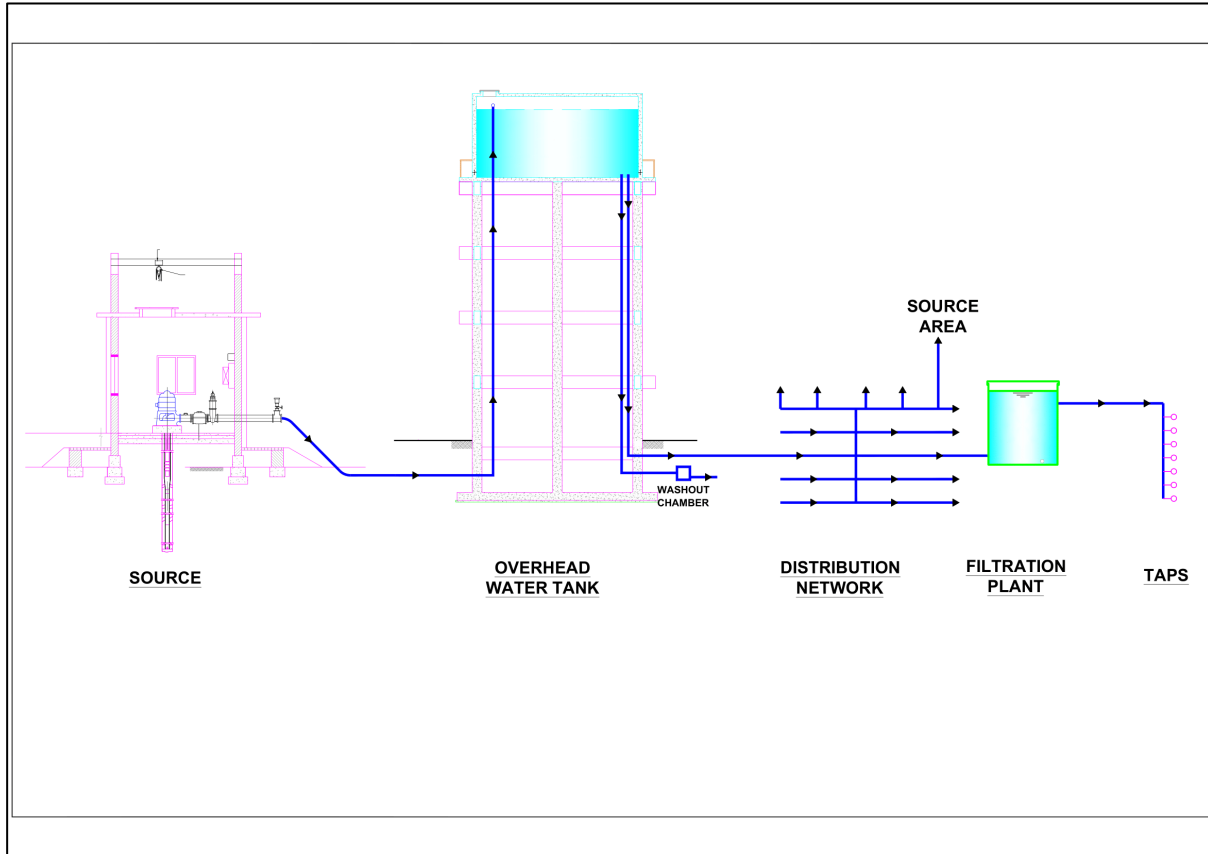 SOURCE
AREA
WASHOUT
CHAMBER
SOURCE
OVERHEAD
WATER TANK
DISTRIBUTION
NETWORK
FILTRATION
PLANT
TAPS